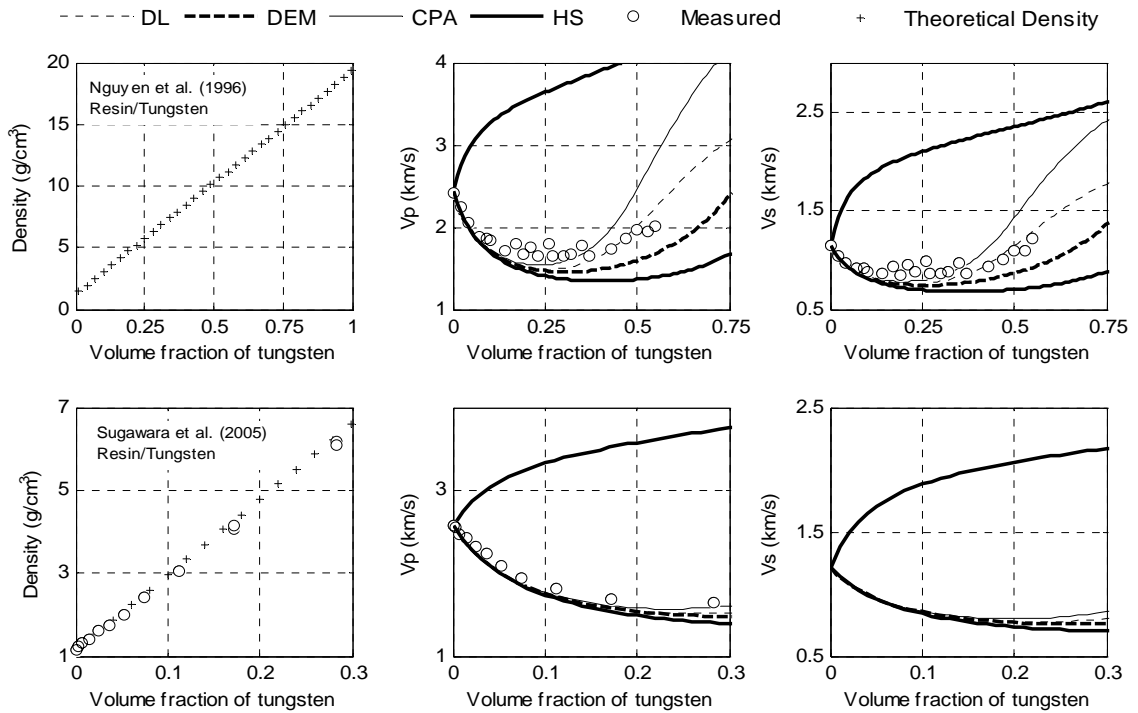 DL DEM CPA HS Measured Theoretical Density
20
15
10
5
0
Density (g/cm³)
Nguyen et al. (1996)
Resin/Tungsten
0 0.25 0.5 0.75 1
Volume fraction of tungsten
4
3
2
1
Vp (km/s)
0 0.25 0.5 0.75
Volume fraction of tungsten
2.5
1.5
0.5
Vs (km/s)
0 0.25 0.5 0.75
Volume fraction of tungsten
7
5
3
1
Density (g/cm³)
Sugawara et al. (2005)
Resin/Tungsten
0 0.1 0.2 0.3
Volume fraction of tungsten
3
1
Vp (km/s)
0 0.1 0.2 0.3
Volume fraction of tungsten
2.5
1.5
0.5
Vs (km/s)
0 0.1 0.2 0.3
Volume fraction of tungsten